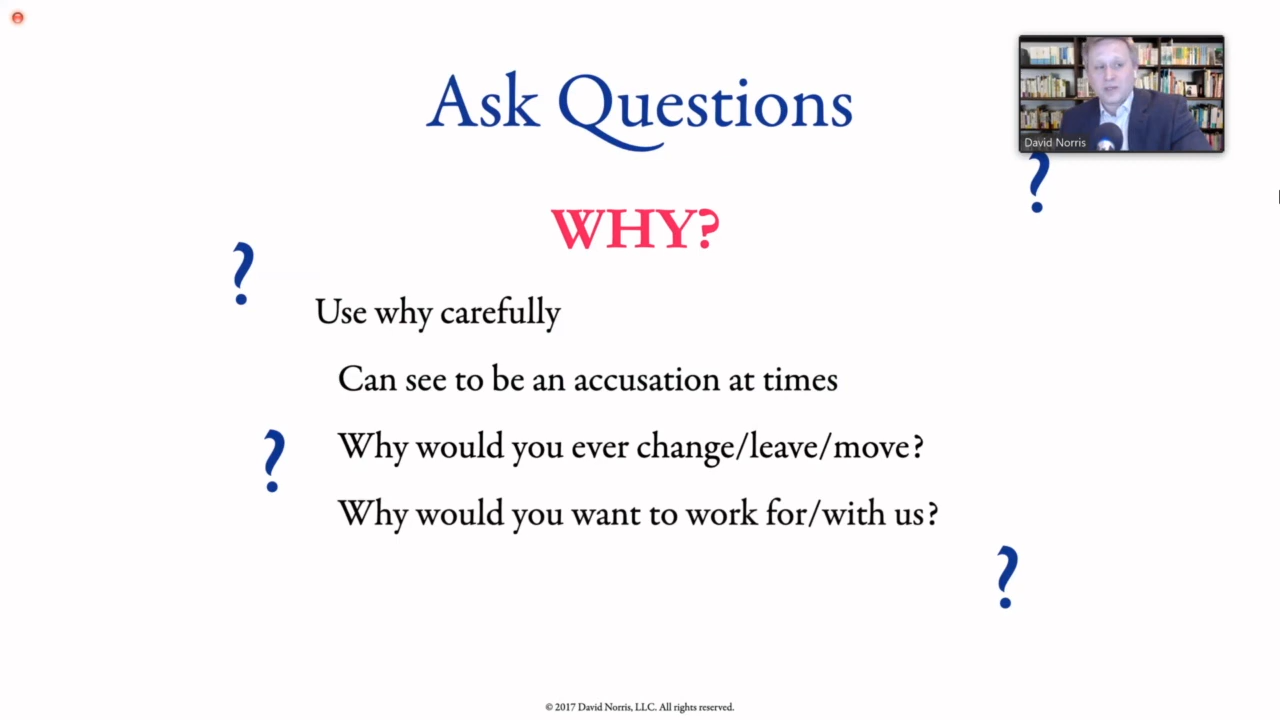 Ask Questions
David Norris
?
WHY?
?
Use why carefully
Can see to be an accusation at times
?
Why would you ever change/leave/move?
Why would you want to work for/with us?
?
© 2017 David Norris, LLC. All rights reserved.